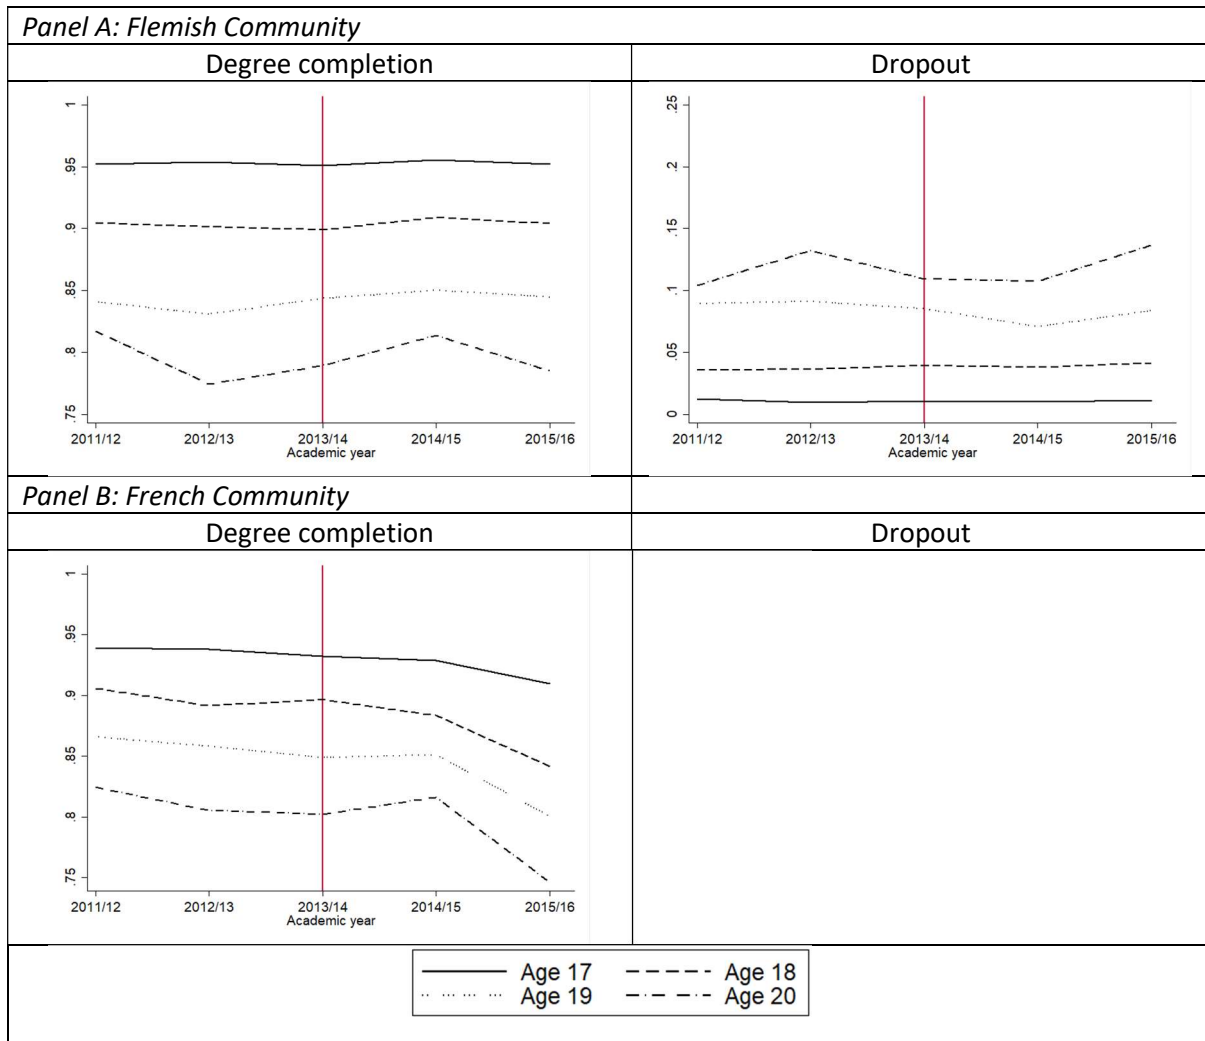 Panel A: Flemish Community
Degree completion
Dropout
1
.95
.9
.85
.8
.75
2011/12 2012/13 2013/14 2014/15 2015/16
Academic year
.25
.2
.15
.1
.05
0
2011/12 2012/13 2013/14 2014/15 2015/16
Academic year
Panel B: French Community
Degree completion
Dropout
1
.95
.9
.85
.8
.75
2011/12 2012/13 2013/14 2014/15 2015/16
Academic year
Age 17 Age 18
Age 19 Age 20